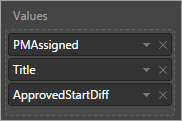 Values
PMAssigned
Title
ApprovedStartDiff